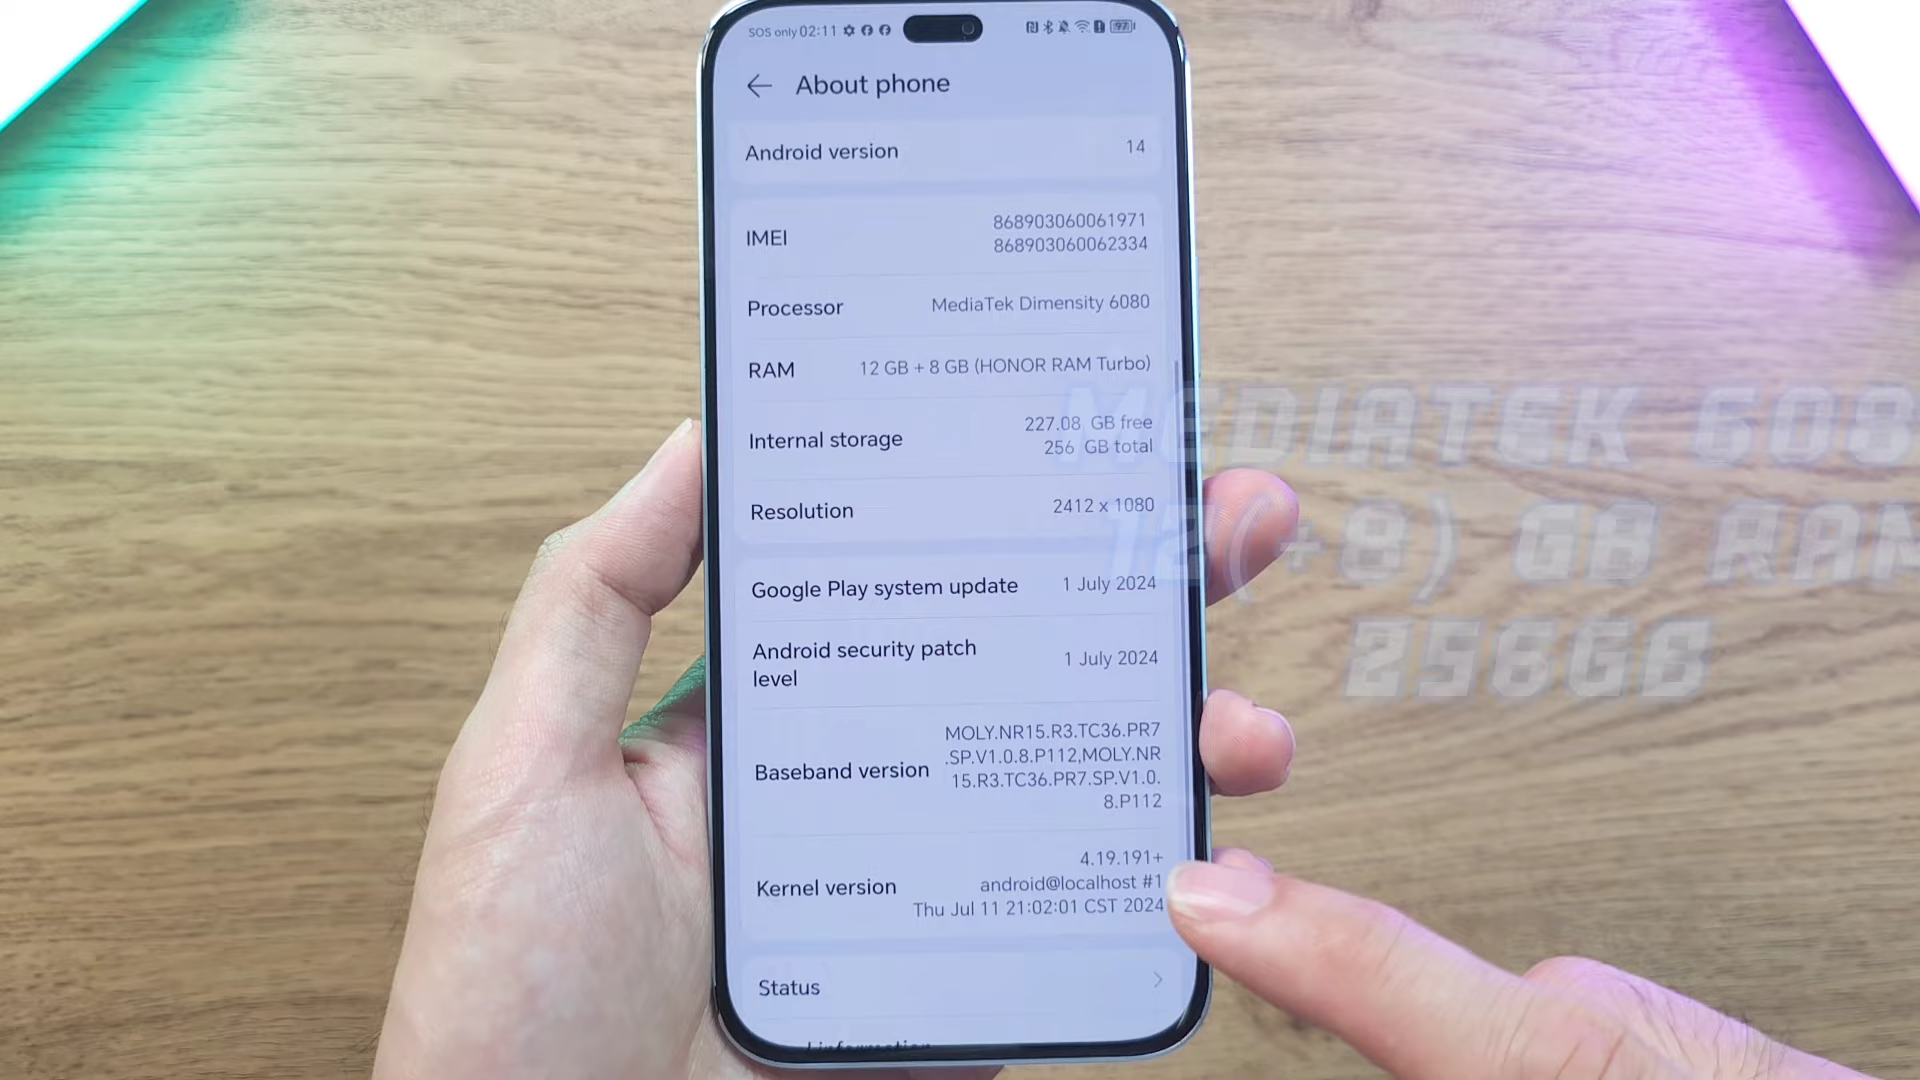 SOS only 02:11
97
About phone
Android version 14
IMEI 868903060061971
868903060062334
Processor MediaTek Dimensity 6080
RAM 12 GB + 8 GB (HONOR RAM Turbo)
Internal storage 227.08 GB free
256 GB total
Resolution 2412 x 1080
Google Play system update 1 July 2024
Android security patch
level 1 July 2024
Baseband version MOLY.NR15.R3.TC36.PR7
.SP.V1.0.8.P112,MOLY.NR
15.R3.TC36.PR7.SP.V1.0.
8.P112
Kernel version 4.19.191+
android@localhost #1
Thu Jul 11 21:02:01 CST 2024
Status
MEDIATEK 608
12(+8) GB RAM
256GB